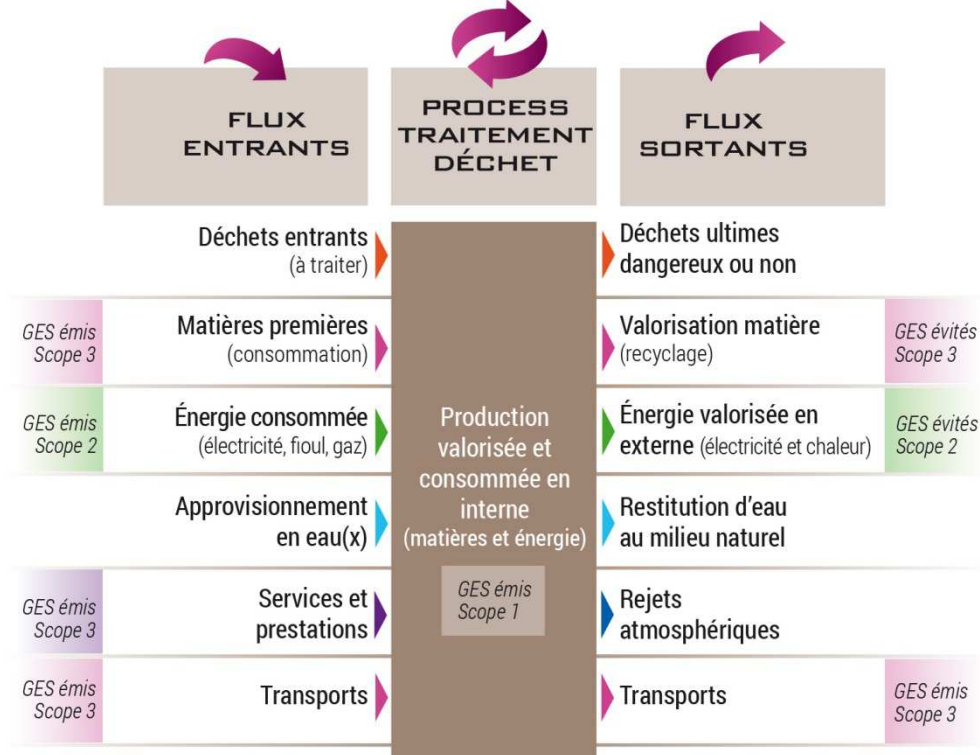 FLUX
ENTRANTS
PROCESS
TRAITEMENT
DÉCHET
FLUX
SORTANTS
Déchets entrants
(à traiter)
Déchets ultimes
dangereux ou non
GES émis
Scope 3
Matières premières
(consommation)
Valorisation matière
(recyclage)
GES évités
Scope 3
GES émis
Scope 2
Énergie consommée
(électricité, fioul, gaz)
Production
valorisée et
consommée en
interne
(matières et énergie)
GES émis
Scope 1
Énergie valorisée en
externe (électricité et chaleur)
GES évités
Scope 2
Approvisionnement
en eau(x)
Restitution d'eau
au milieu naturel
GES émis
Scope 3
Services et
prestations
Rejets
atmosphériques
GES émis
Scope 3
Transports
Transports
GES émis
Scope 3